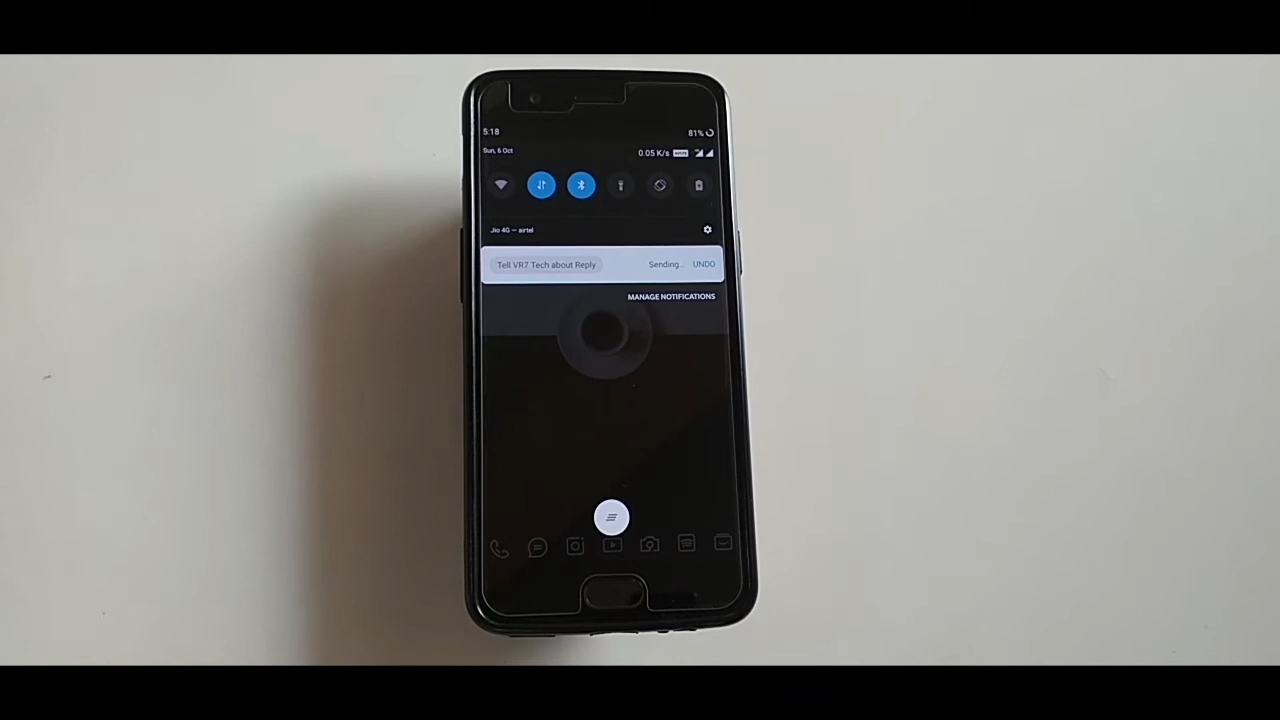 5:18 81%
Sun, 6 Oct 0.05 K/s
Jio 4G — airtel
Tell VR7 Tech about Reply Sending... UNDO
MANAGE NOTIFICATIONS